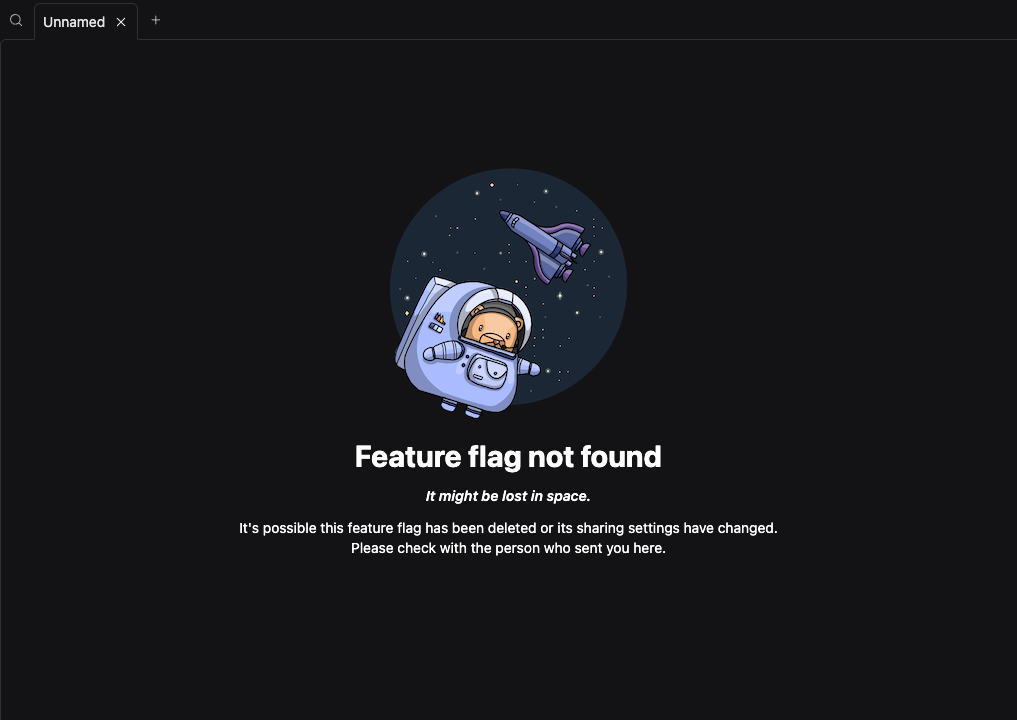 Unnamed
Feature flag not found
It might be lost in space.
It's possible this feature flag has been deleted or its sharing settings have changed.
Please check with the person who sent you here.